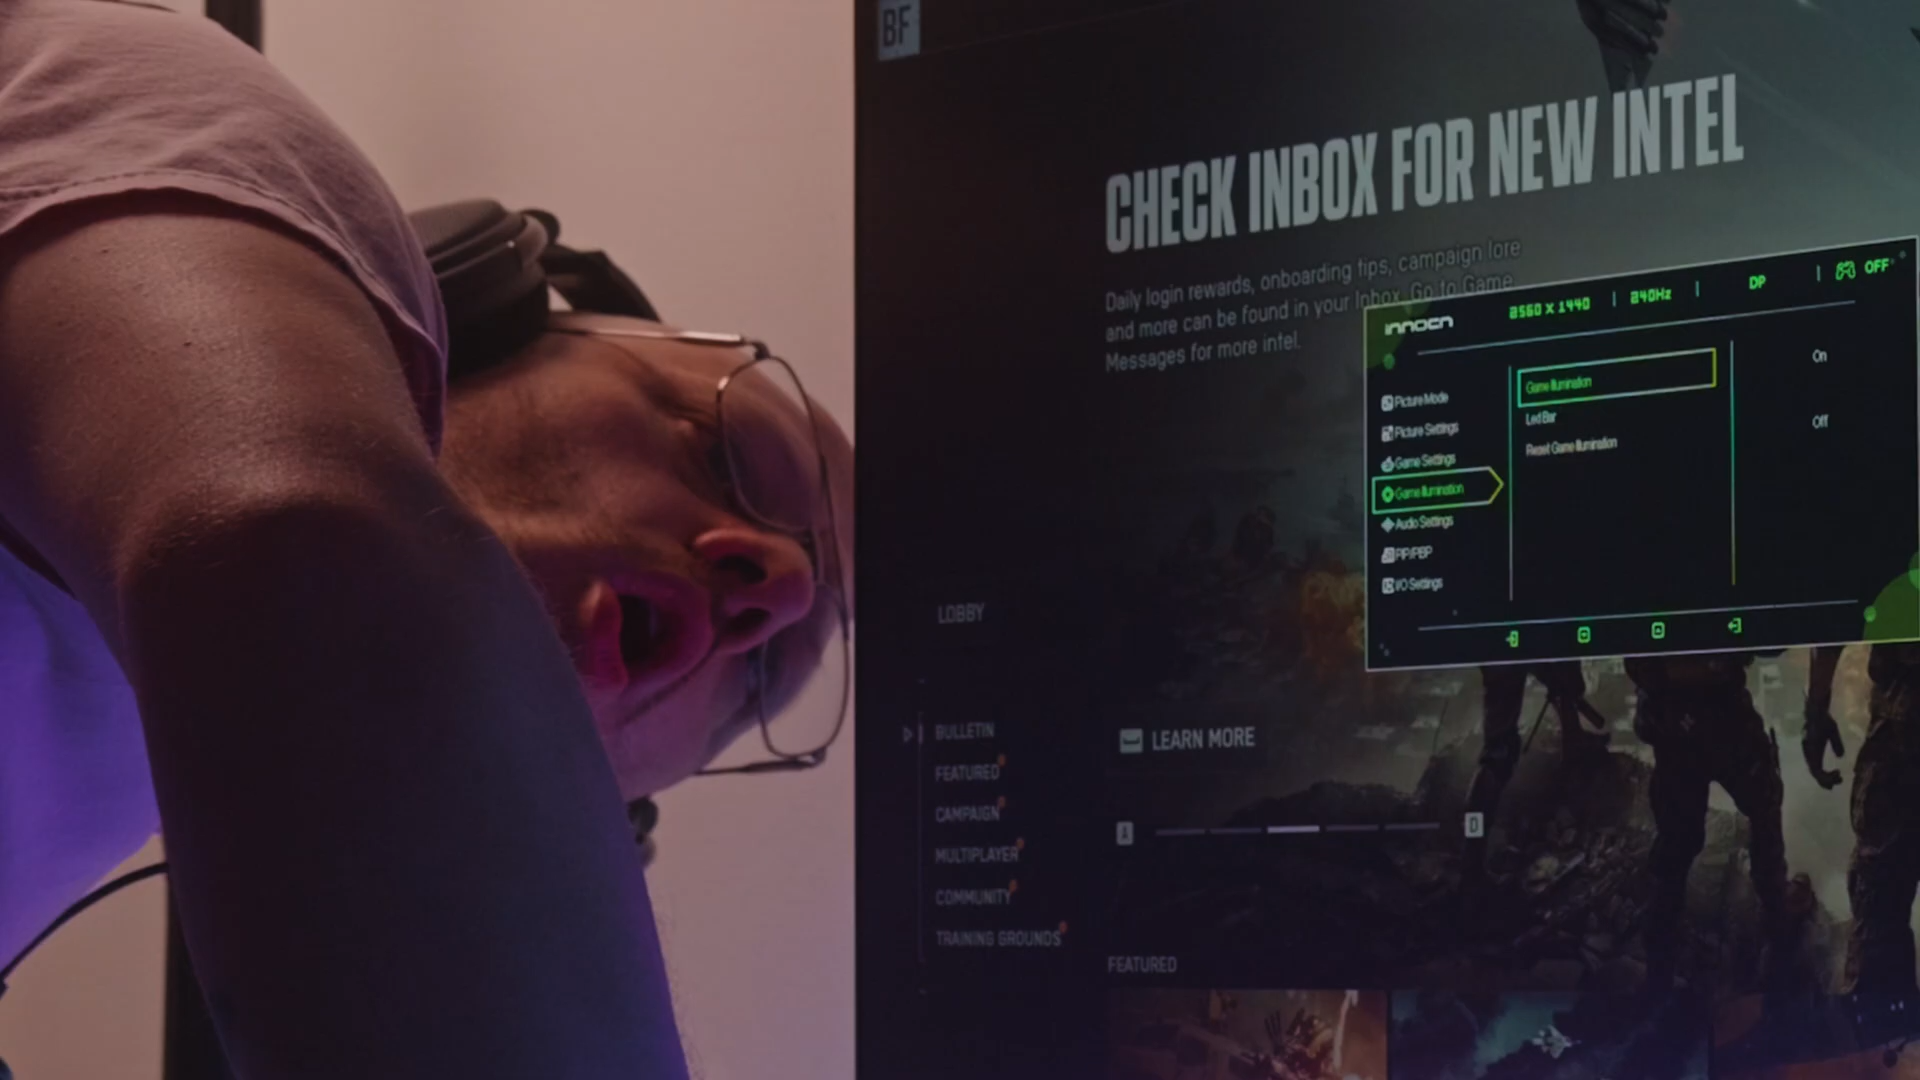 BF
CHECK INBOX FOR NEW INTEL
Daily login rewards, onboarding tips, campaign lore
and more can be found in your Inbox. Go to Game
Messages for more intel.
INNOCN
2560 X 1440
240Hz
DP
OFF
Picture Mode
Picture Settings
Game Settings
Game Illumination
Audio Settings
PIP/PBP
I/O Settings
Game Illumination
Led Bar
Reset Game Illumination
On
Off
LOBBY
BULLETIN
FEATURED
CAMPAIGN
MULTIPLAYER
COMMUNITY
TRAINING GROUNDS
LEARN MORE
A
D
FEATURED